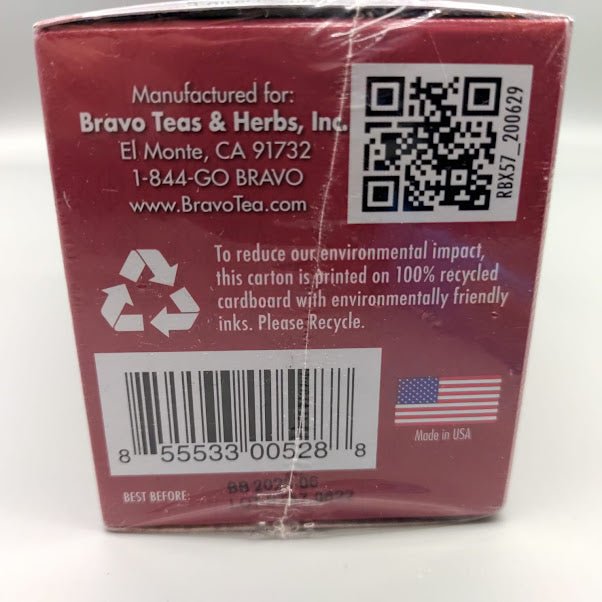 Manufactured for:
Bravo Teas & Herbs, Inc.
El Monte, CA 91732
1-844-GO BRAVO
www.BravoTea.com
RBX57_200629
To reduce our environmental impact,
this carton is printed on 100% recycled
cardboard with environmentally friendly
inks. Please Recycle.
8 55533 00528 8
Made in USA
BEST BEFORE:
BB